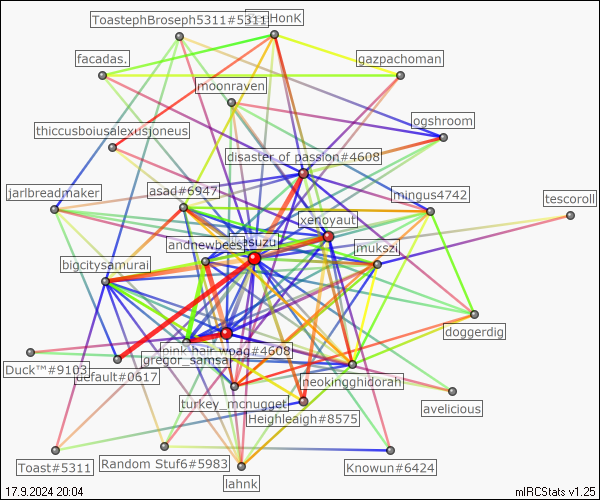 ToastephBroseph5311#5311
HonK
facadas.
gazpachoman
moonraven
ogshroom
thiccusboiusalexusjoneus
disaster of passion#4608
jarlbreadmaker
asad#6947
mingus4742
tescoroll
xenoyaut
andnewbees
suzu
mukszi
bigcitysamurai
doggerdig
pink hair woag#4608
Duck™#9103
gregor_samsa
default#0617
neokingghidorah
turkey_mcnugget
avelicious
Heighleaigh#8575
Toast#5311
Random Stuf6#5983
Knowun#6424
lahnk
17.9.2024 20:04
mIRCStats v1.25